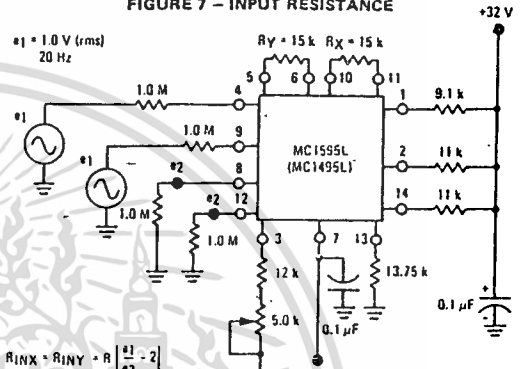 FIGURE 7 – INPUT RESISTANCE
+32 V
e1 = 1.0 V (rms)
20 Hz
RY = 15 k
RX = 15 k
5
6
10
11
1.0 M
4
1
9.1 k
e1
1.0 M
9
MC1595L
(MC1495L)
2
11 k
e1
e2
8
14
11 k
1.0 M
e2
12
1.0 M
3
7
13
12 k
13.75 k
5.0 k
0.1 µF
+
0.1 µF
RINX = RINY = R | e1/e2 – 2 |